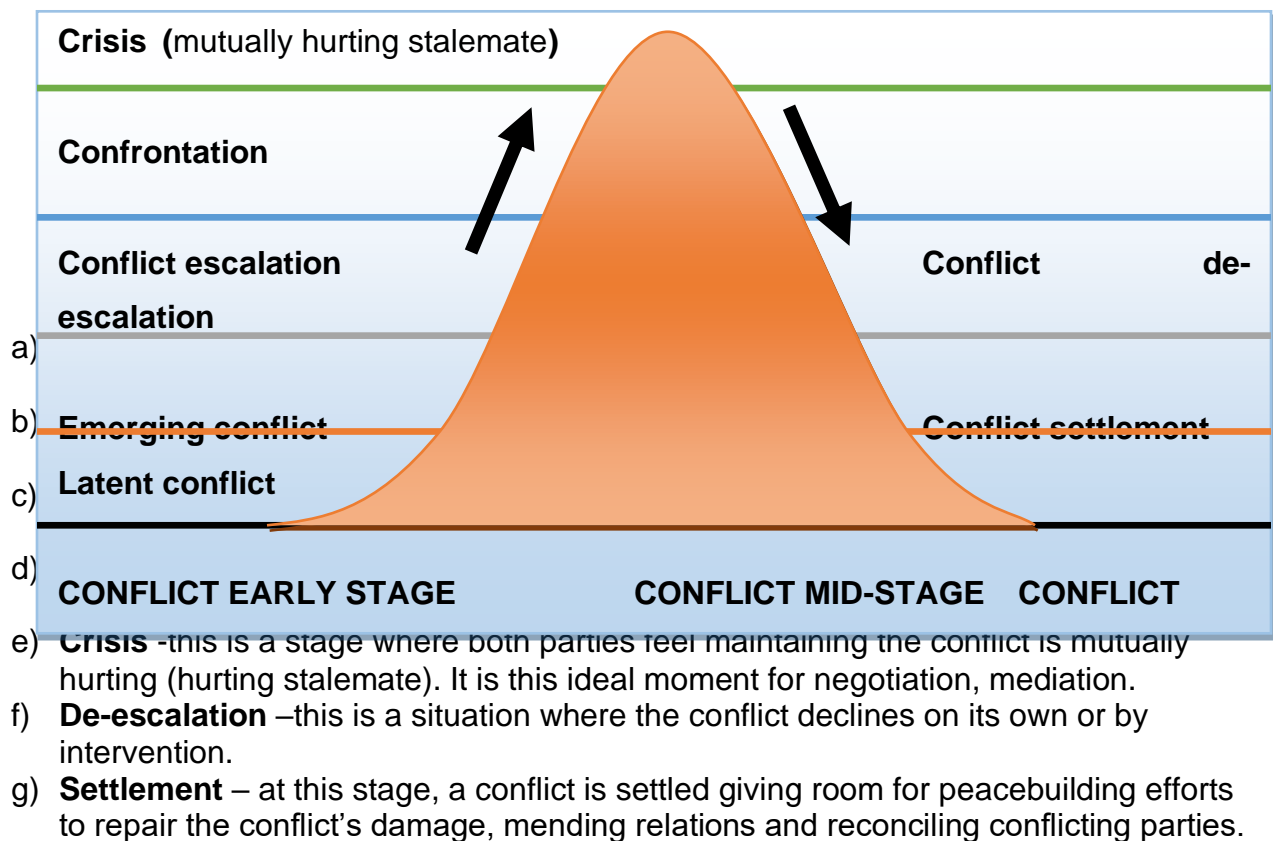 Crisis (mutually hurting stalemate)
Confrontation
Conflict escalation Conflict de-
escalation
a)
b) Emerging conflict Conflict settlement
c) Latent conflict
d)
CONFLICT EARLY STAGE CONFLICT MID-STAGE CONFLICT
e) Crisis -this is a stage where both parties feel maintaining the conflict is mutually
hurting (hurting stalemate). It is this ideal moment for negotiation, mediation.
f) De-escalation –this is a situation where the conflict declines on its own or by
intervention.
g) Settlement – at this stage, a conflict is settled giving room for peacebuilding efforts
to repair the conflict’s damage, mending relations and reconciling conflicting parties.